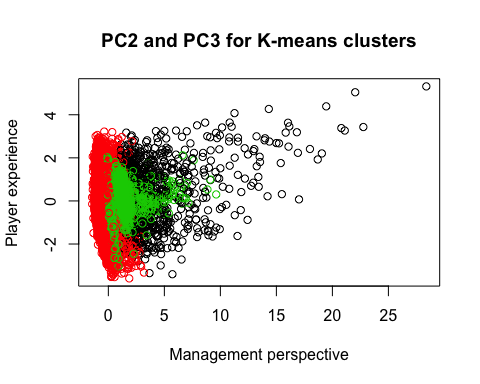 PC2 and PC3 for K-means clusters
Player experience
4
2
0
-2
0 5 10 15 20 25
Management perspective